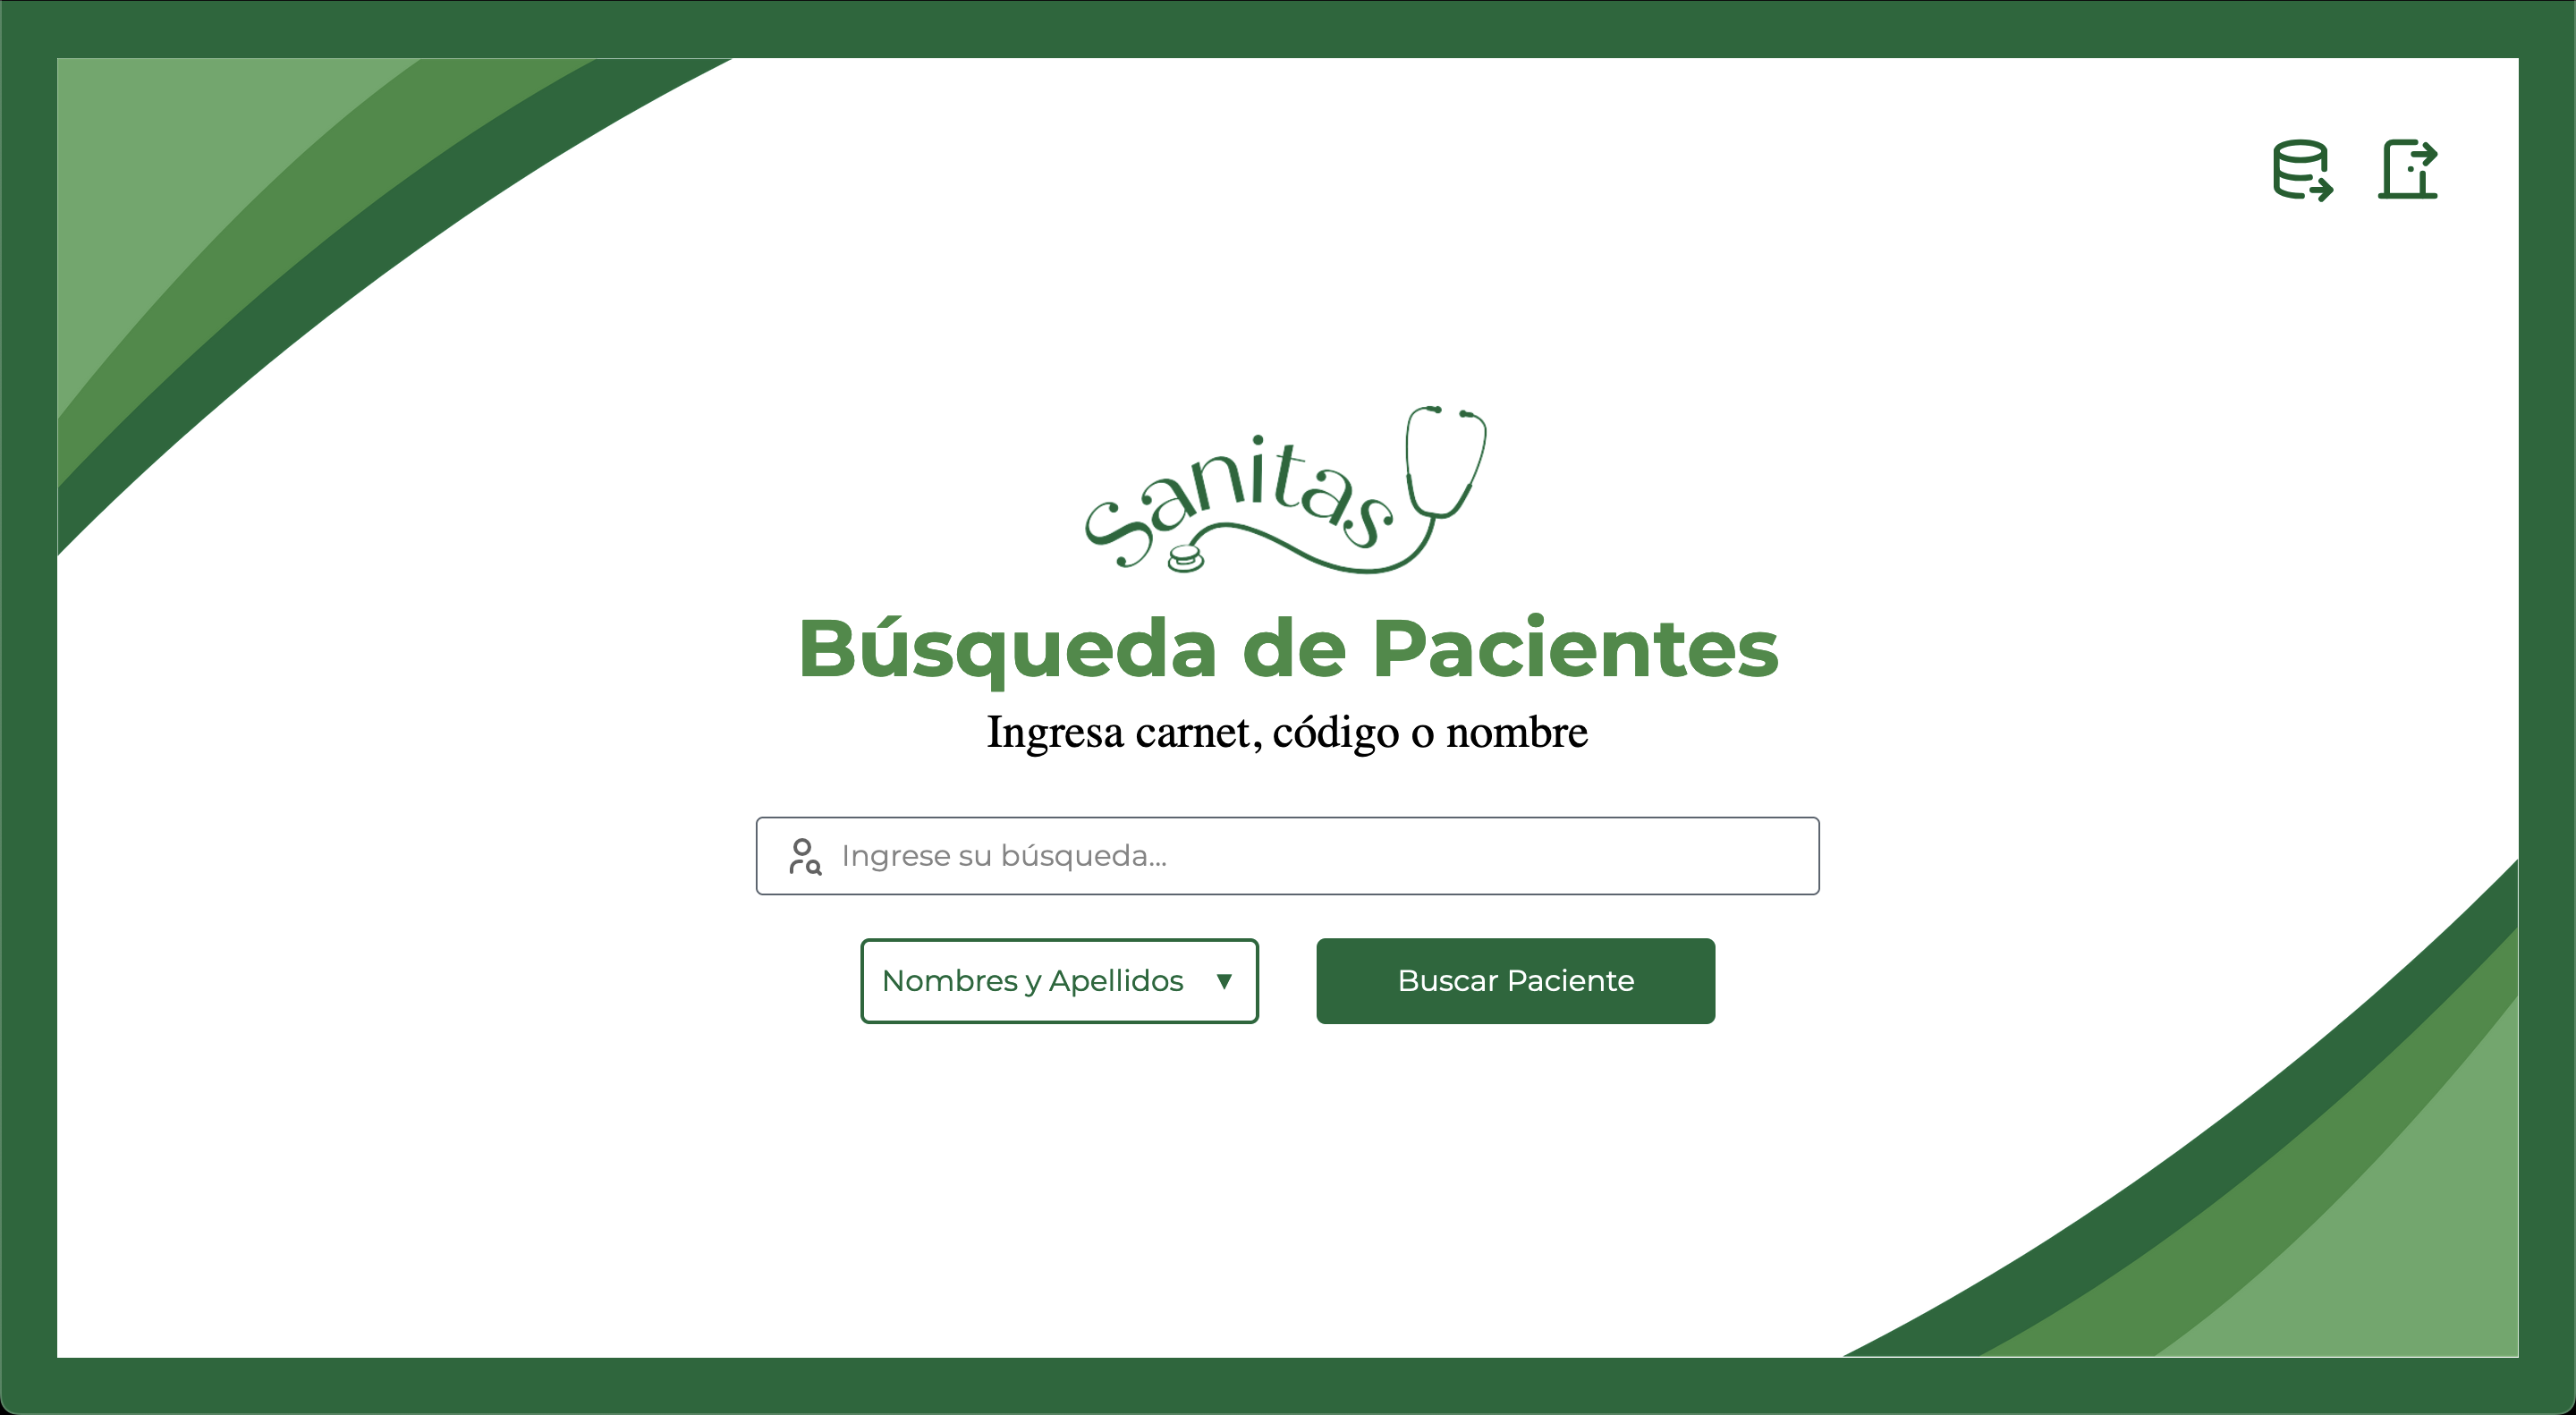 Sanitas
Búsqueda de Pacientes
Ingresa carnet, código o nombre
Ingrese su búsqueda...
Nombres y Apellidos ▼
Buscar Paciente